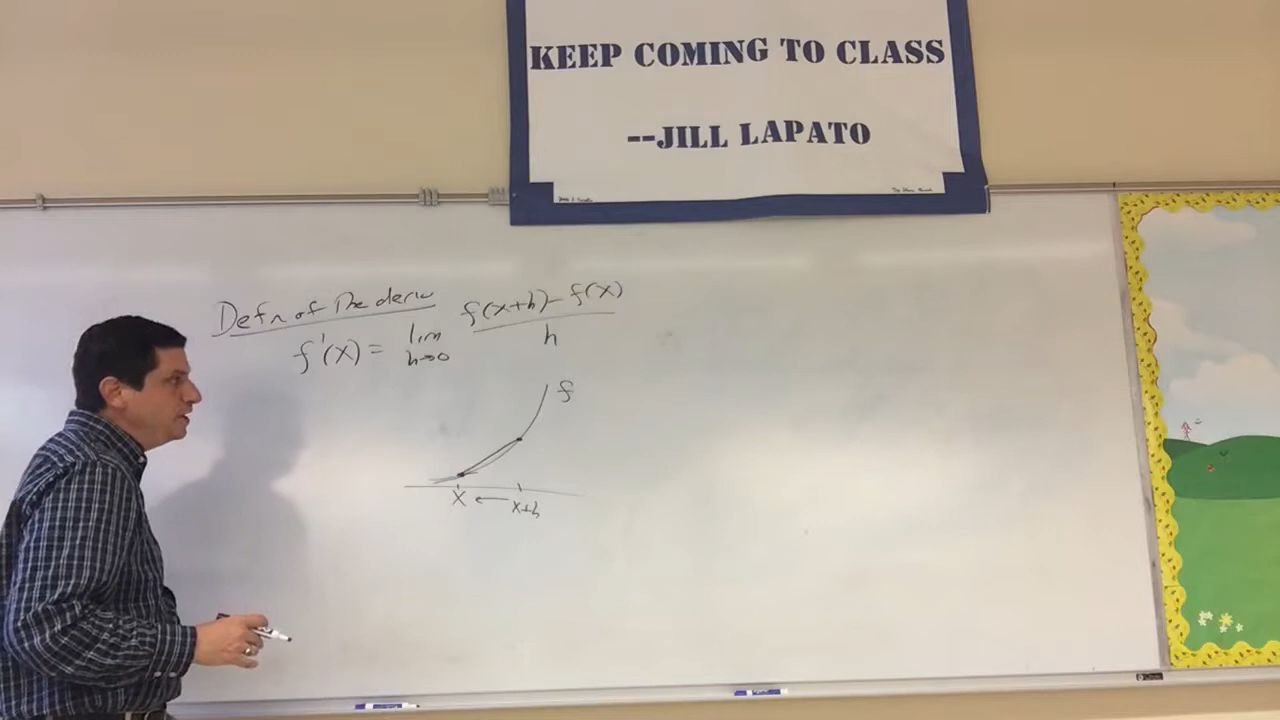 KEEP COMING TO CLASS
--JILL LAPATO
Defn of The deriv
f'(x) = lim h→0 f(x+h) - f(x) / h
f
x ← x+h